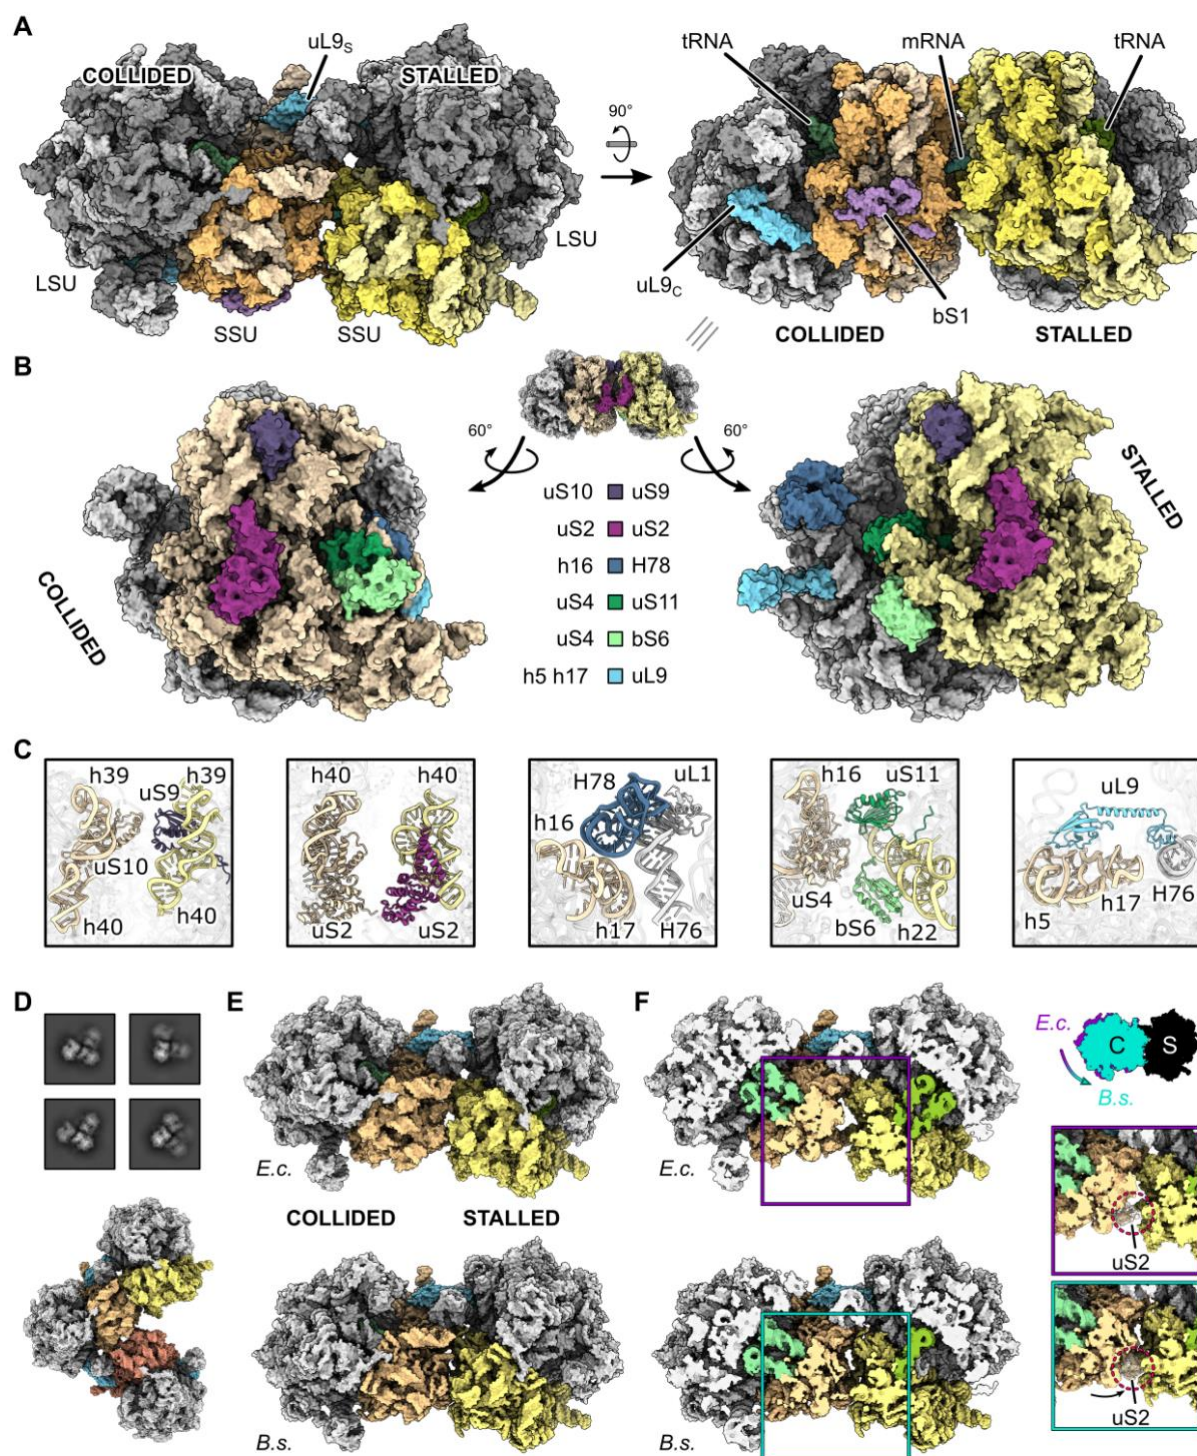 A
COLLIDED
uL9S
STALLED
LSU
SSU
SSU
LSU
90°
tRNA
mRNA
tRNA
uL9C
bS1
COLLIDED
STALLED
B
60°
60°
COLLIDED
STALLED
uS10 uS9
uS2 uS2
h16 H78
uS4 uS11
uS4 bS6
h5 h17 uL9
C
h39 h39
uS9
uS10
h40 h40
h40 h40
uS2 uS2
H78 uL1
h16
h17 H76
h16 uS11
uS4
bS6 h22
uL9
h5 h17 H76
D
E
E.c.
COLLIDED STALLED
B.s.
F
E.c.
B.s.
E.c.
C S
B.s.
uS2
uS2